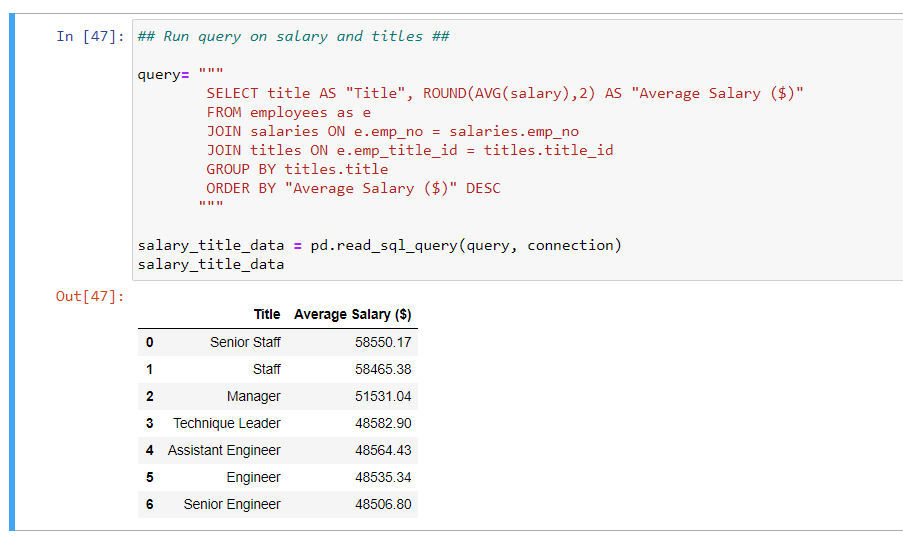 In [47]: ## Run query on salary and titles ##
query= """
SELECT title AS "Title", ROUND(AVG(salary),2) AS "Average Salary ($)"
FROM employees as e
JOIN salaries ON e.emp_no = salaries.emp_no
JOIN titles ON e.emp_title_id = titles.title_id
GROUP BY titles.title
ORDER BY "Average Salary ($)" DESC
"""
salary_title_data = pd.read_sql_query(query, connection)
salary_title_data
Out[47]:
Title Average Salary ($)
0 Senior Staff 58550.17
1 Staff 58465.38
2 Manager 51531.04
3 Technique Leader 48582.90
4 Assistant Engineer 48564.43
5 Engineer 48535.34
6 Senior Engineer 48506.80